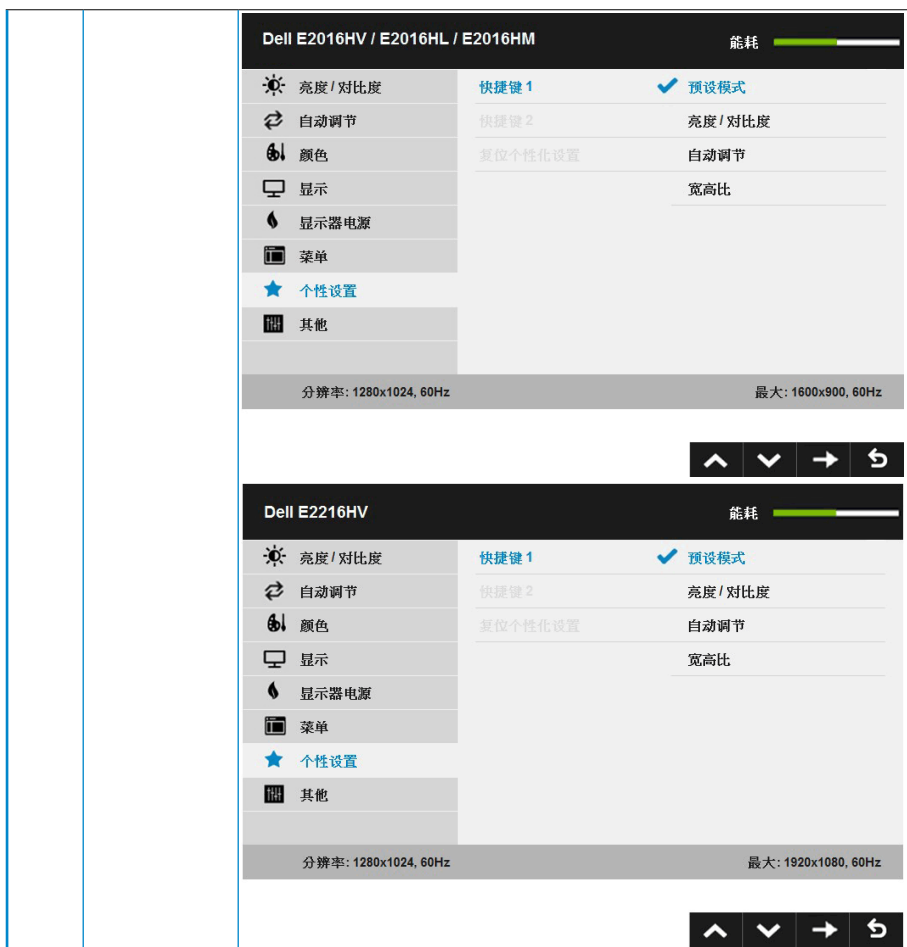 Dell E2016HV / E2016HL / E2016HM 能耗
亮度 / 对比度 快捷键 1 预设模式
自动调节 快捷键 2 亮度 / 对比度
颜色 复位个性化设置 自动调节
显示 宽高比
显示器电源
菜单
个性设置
其他
分辨率: 1280x1024, 60Hz 最大: 1600x900, 60Hz
Dell E2216HV 能耗
亮度 / 对比度 快捷键 1 预设模式
自动调节 快捷键 2 亮度 / 对比度
颜色 复位个性化设置 自动调节
显示 宽高比
显示器电源
菜单
个性设置
其他
分辨率: 1280x1024, 60Hz 最大: 1920x1080, 60Hz